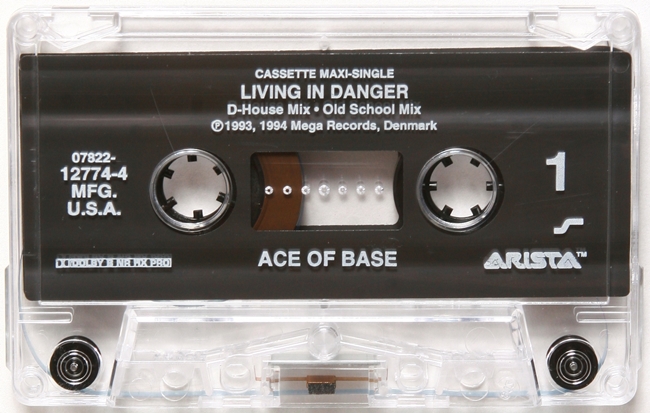 CASSETTE MAXI-SINGLE
LIVING IN DANGER
D-House Mix • Old School Mix
℗1993, 1994 Mega Records, Denmark
07822-
12774-4
MFG.
U.S.A.
1
DOLBY B NR HX PRO
ACE OF BASE
ARISTA™